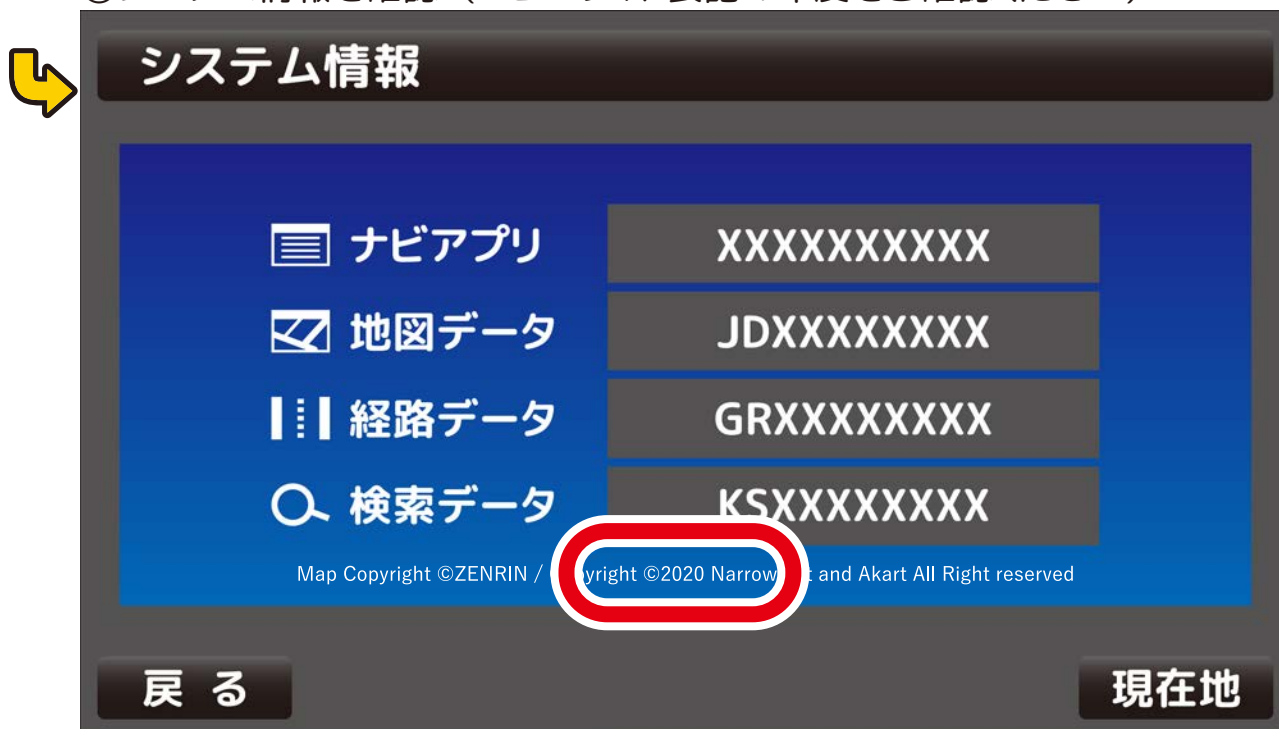 システム情報
ナビアプリ XXXXXXXXXX
地図データ JDXXXXXXXX
経路データ GRXXXXXXXX
検索データ KSXXXXXXXX
Map Copyright ©ZENRIN / yright ©2020 Narrow t and Akart All Right reserved
戻る 現在地